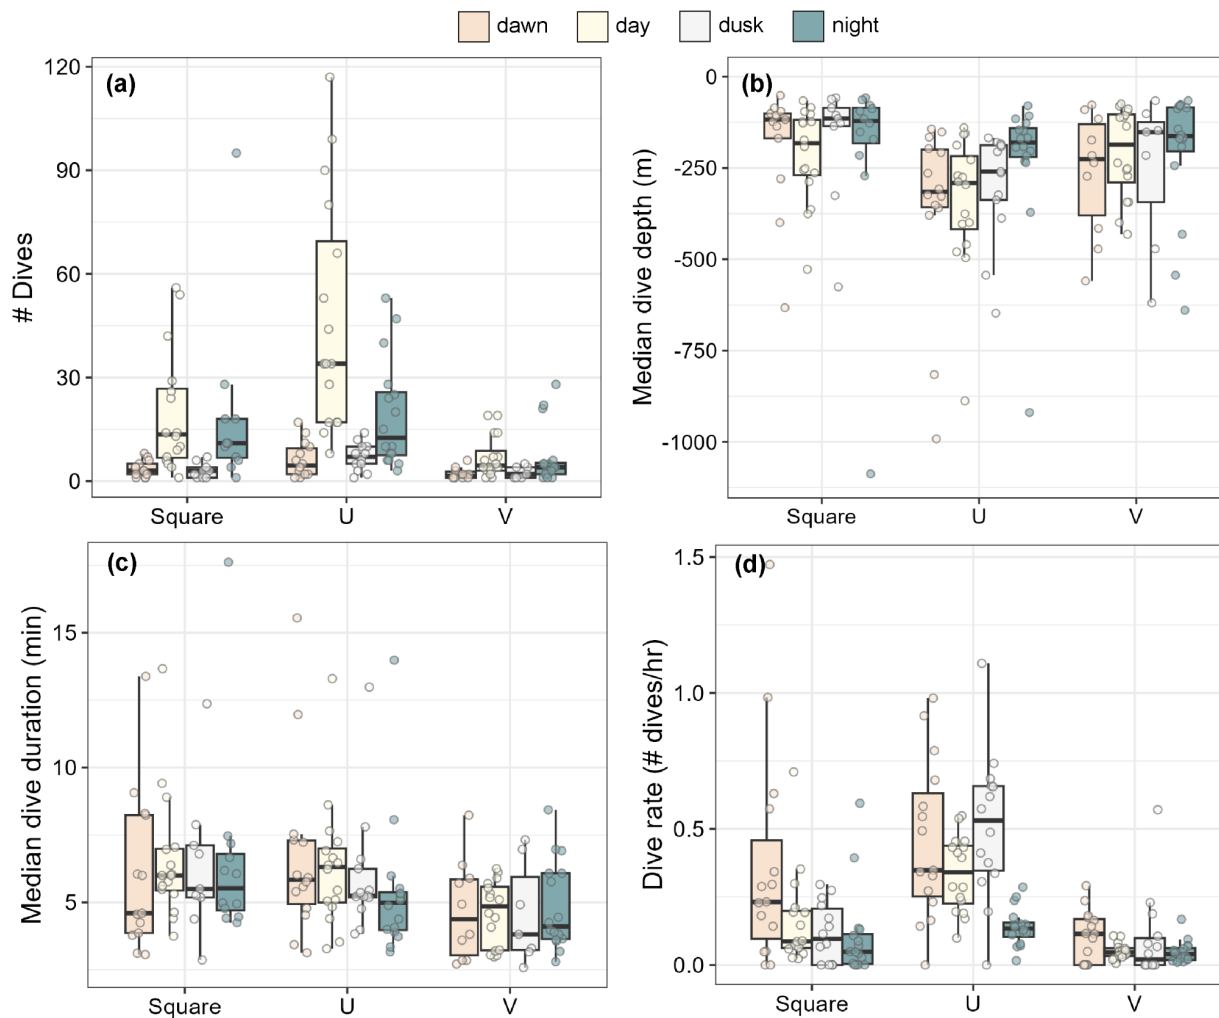 dawn day dusk night
(a)
# Dives
120
90
60
30
0
Square U V
(b)
Median dive depth (m)
0
-250
-500
-750
-1000
Square U V
(c)
Median dive duration (min)
15
10
5
Square U V
(d)
Dive rate (# dives/hr)
1.5
1.0
0.5
0.0
Square U V